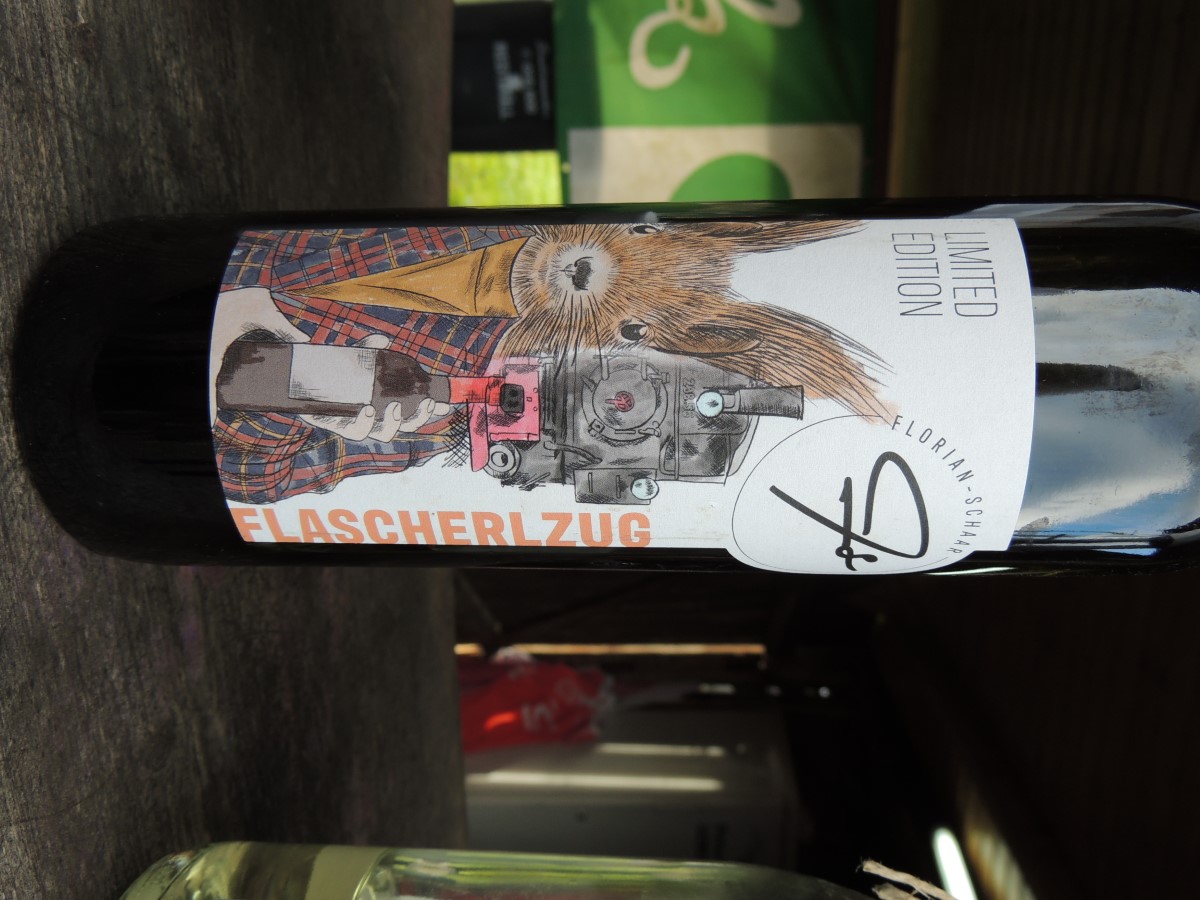 LIMITED
EDITION
FLORIAN-SCHAAR
FLASCHERLZUG